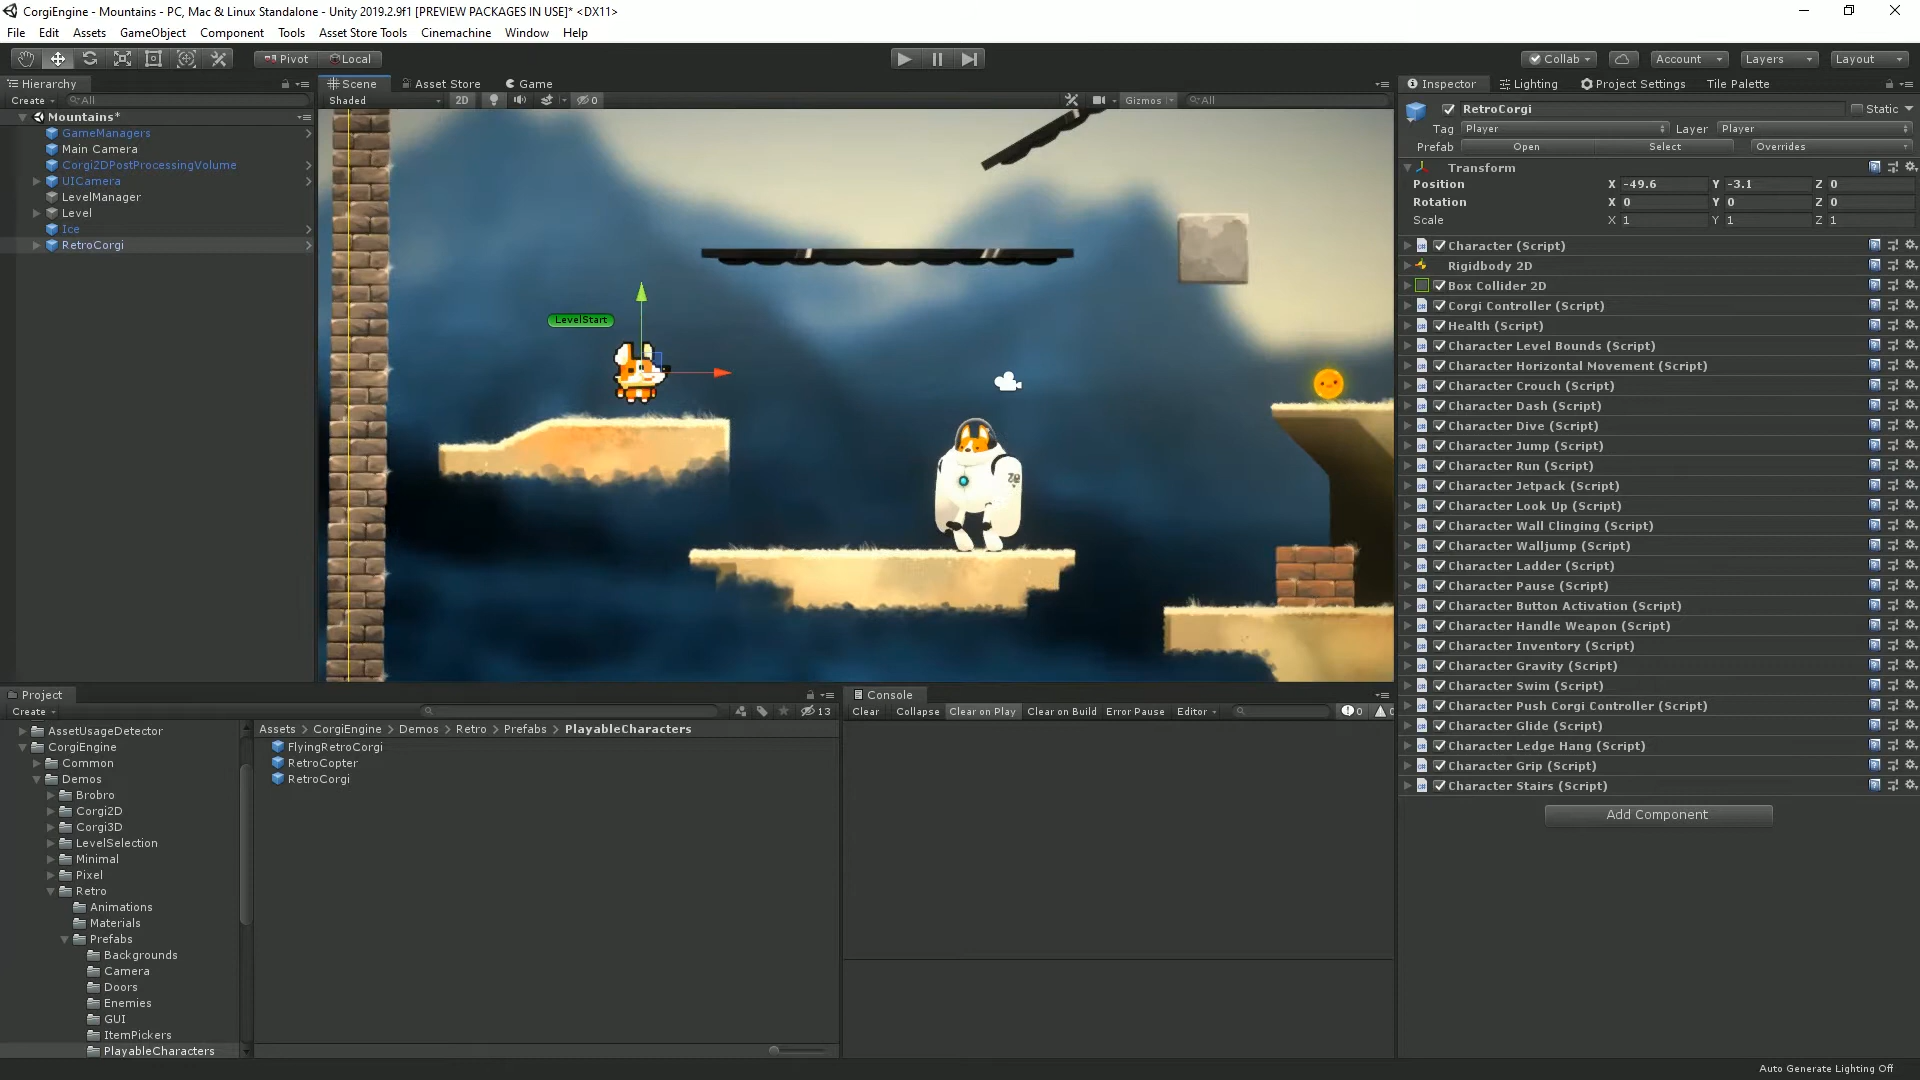 CorgiEngine - Mountains - PC, Mac & Linux Standalone - Unity 2019.2.9f1 [PREVIEW PACKAGES IN USE]* <DX11>
File Edit Assets GameObject Component Tools Asset Store Tools Cinemachine Window Help
Pivot Local
Collab Account Layers Layout
Hierarchy
Create All
Mountains*
GameManagers
Main Camera
Corgi2DPostProcessingVolume
UICamera
LevelManager
Level
Ice
RetroCorgi
Scene Asset Store Game
Shaded 2D 0 Gizmos All
LevelStart
Inspector Lighting Project Settings Tile Palette
RetroCorgi Static
Tag Player Layer Player
Prefab Open Select Overrides
Transform
Position X -49.6 Y -3.1 Z 0
Rotation X 0 Y 0 Z 0
Scale X 1 Y 1 Z 1
Character (Script)
Rigidbody 2D
Box Collider 2D
Corgi Controller (Script)
Health (Script)
Character Level Bounds (Script)
Character Horizontal Movement (Script)
Character Crouch (Script)
Character Dash (Script)
Character Dive (Script)
Character Jump (Script)
Character Run (Script)
Character Jetpack (Script)
Character Look Up (Script)
Character Wall Clinging (Script)
Character Walljump (Script)
Character Ladder (Script)
Character Pause (Script)
Character Button Activation (Script)
Character Handle Weapon (Script)
Character Inventory (Script)
Character Gravity (Script)
Character Swim (Script)
Character Push Corgi Controller (Script)
Character Glide (Script)
Character Ledge Hang (Script)
Character Grip (Script)
Character Stairs (Script)
Add Component
Project
Create 13
AssetUsageDetector
CorgiEngine
Common
Demos
Brobro
Corgi2D
Corgi3D
LevelSelection
Minimal
Pixel
Retro
Animations
Materials
Prefabs
Backgrounds
Camera
Doors
Enemies
GUI
ItemPickers
PlayableCharacters
Assets > CorgiEngine > Demos > Retro > Prefabs > PlayableCharacters
FlyingRetroCorgi
RetroCopter
RetroCorgi
Console
Clear Collapse Clear on Play Clear on Build Error Pause Editor 0 0
Auto Generate Lighting Off